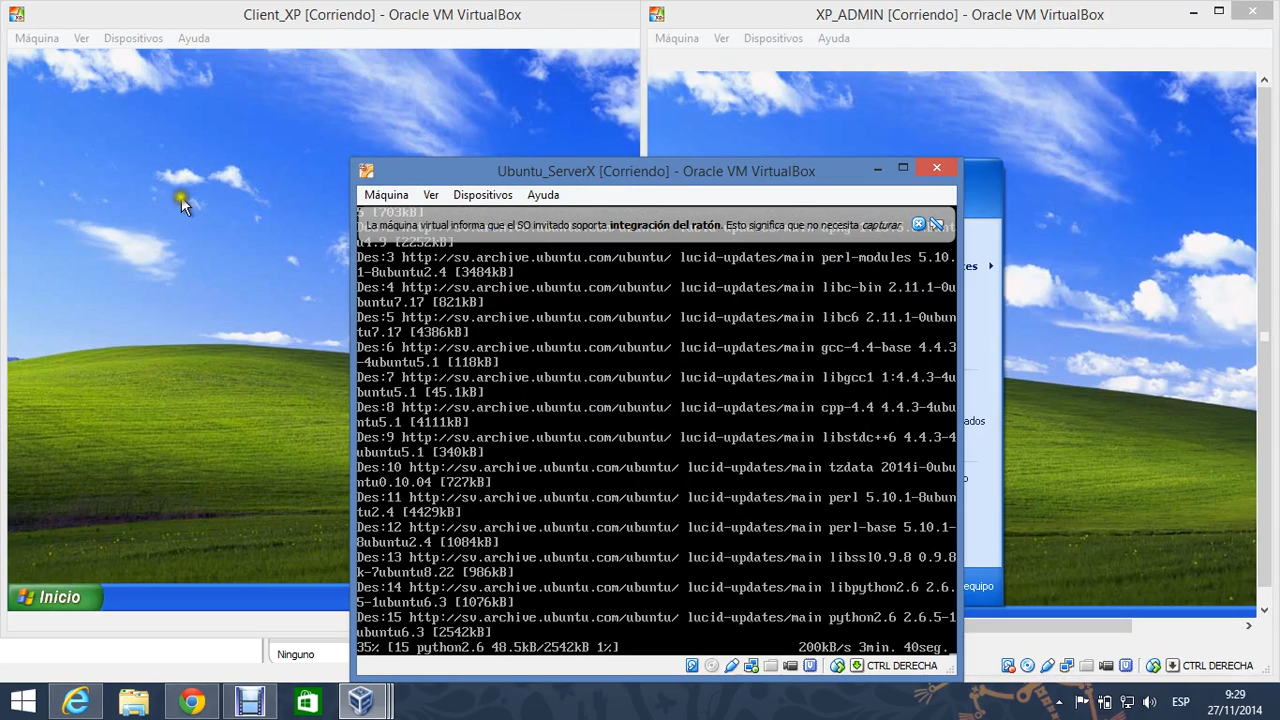 Client_XP [Corriendo] - Oracle VM VirtualBox
Máquina Ver Dispositivos Ayuda
XP_ADMIN [Corriendo] - Oracle VM VirtualBox
Máquina Ver Dispositivos Ayuda
Ubuntu_ServerX [Corriendo] - Oracle VM VirtualBox
Máquina Ver Dispositivos Ayuda
5 [703kB]
La máquina virtual informa que el SO invitado soporta integración del ratón. Esto significa que no necesita capturar
u4.9 [2252kB]
Des:3 http://sv.archive.ubuntu.com/ubuntu/ lucid-updates/main perl-modules 5.10.
1-8ubuntu2.4 [3484kB]
Des:4 http://sv.archive.ubuntu.com/ubuntu/ lucid-updates/main libc-bin 2.11.1-0u
buntu7.17 [821kB]
Des:5 http://sv.archive.ubuntu.com/ubuntu/ lucid-updates/main libc6 2.11.1-0ubun
tu7.17 [4386kB]
Des:6 http://sv.archive.ubuntu.com/ubuntu/ lucid-updates/main gcc-4.4-base 4.4.3
-4ubuntu5.1 [118kB]
Des:7 http://sv.archive.ubuntu.com/ubuntu/ lucid-updates/main libgcc1 1:4.4.3-4u
buntu5.1 [45.1kB]
Des:8 http://sv.archive.ubuntu.com/ubuntu/ lucid-updates/main cpp-4.4 4.4.3-4ubu
ntu5.1 [4111kB]
Des:9 http://sv.archive.ubuntu.com/ubuntu/ lucid-updates/main libstdc++6 4.4.3-4
ubuntu5.1 [340kB]
Des:10 http://sv.archive.ubuntu.com/ubuntu/ lucid-updates/main tzdata 2014i-0ubu
ntu0.10.04 [727kB]
Des:11 http://sv.archive.ubuntu.com/ubuntu/ lucid-updates/main perl 5.10.1-8ubun
tu2.4 [4429kB]
Des:12 http://sv.archive.ubuntu.com/ubuntu/ lucid-updates/main perl-base 5.10.1-
8ubuntu2.4 [1084kB]
Des:13 http://sv.archive.ubuntu.com/ubuntu/ lucid-updates/main libssl0.9.8 0.9.8
k-7ubuntu8.22 [986kB]
Des:14 http://sv.archive.ubuntu.com/ubuntu/ lucid-updates/main libpython2.6 2.6.
5-1ubuntu6.3 [1076kB]
Des:15 http://sv.archive.ubuntu.com/ubuntu/ lucid-updates/main python2.6 2.6.5-1
ubuntu6.3 [2542kB]
35% [15 python2.6 48.5kB/2542kB 1%] 200kB/s 3min. 40seg.
CTRL DERECHA
equipo
Inicio
Ninguno
CTRL DERECHA
ESP
9:29
27/11/2014